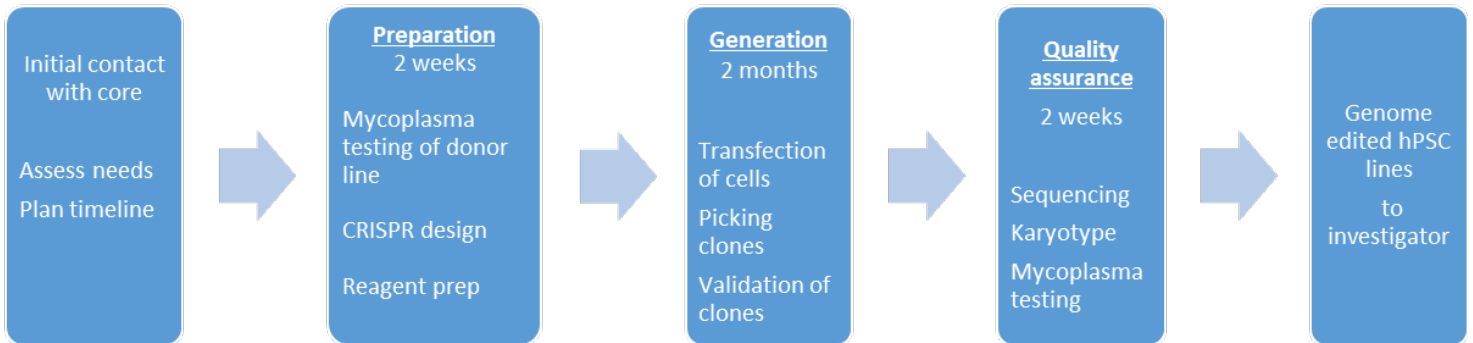 Initial contact
with core
Assess needs
Plan timeline
Preparation
2 weeks
Mycoplasma
testing of donor
line
CRISPR design
Reagent prep
Generation
2 months
Transfection
of cells
Picking
clones
Validation of
clones
Quality
assurance
2 weeks
Sequencing
Karyotype
Mycoplasma
testing
Genome
edited hPSC
lines
to
investigator